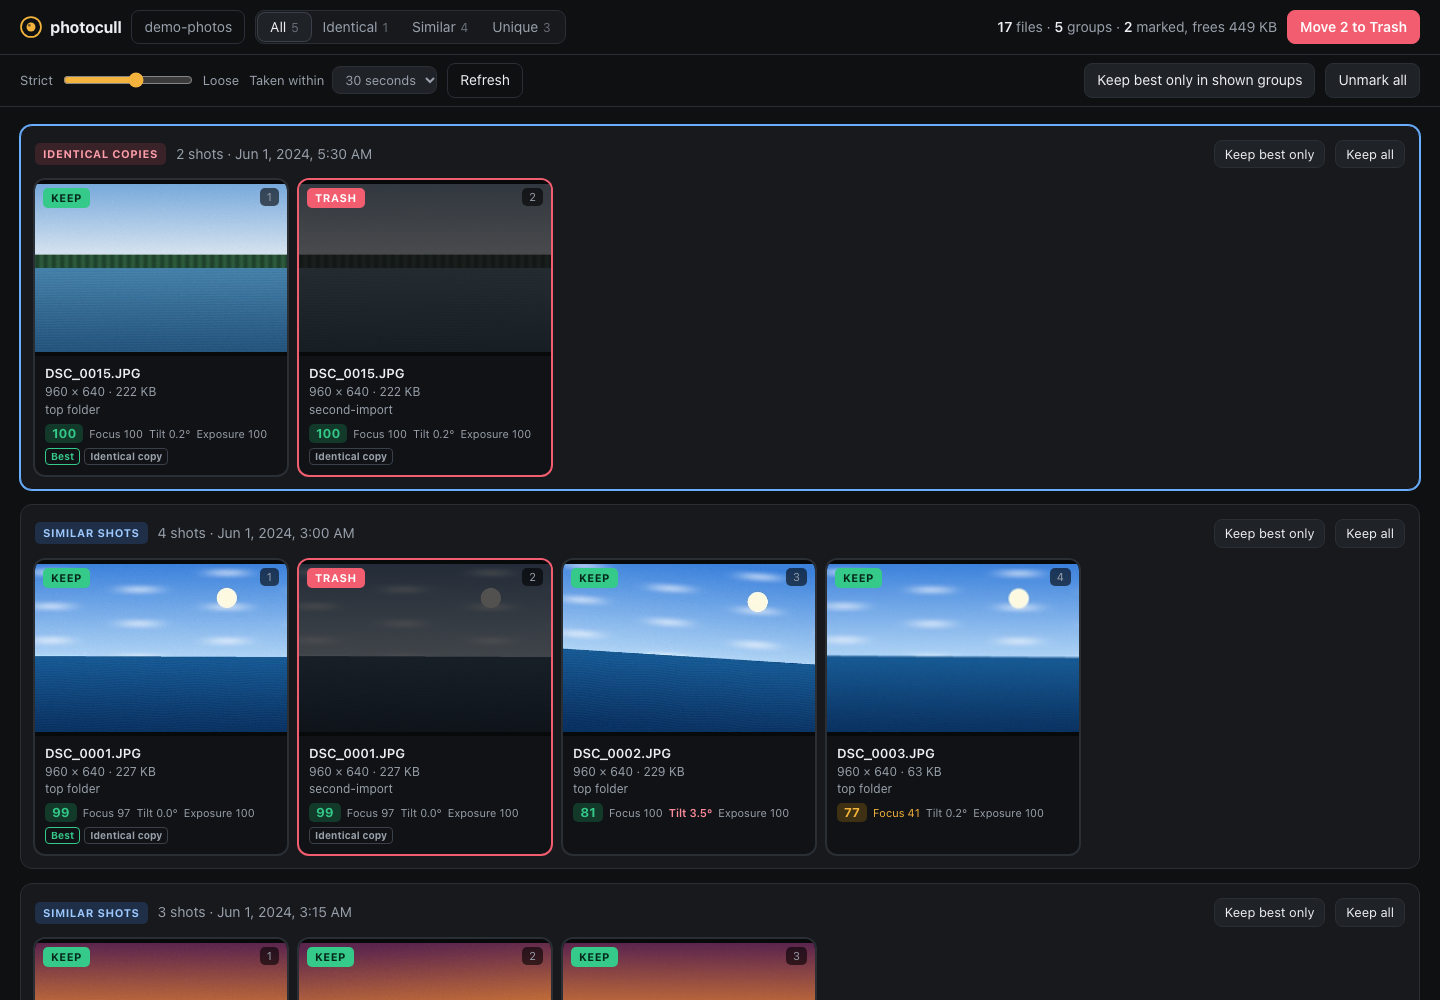 photocull demo-photos All 5 Identical 1 Similar 4 Unique 3 17 files · 5 groups · 2 marked, frees 449 KB Move 2 to Trash
Strict Loose Taken within 30 seconds Refresh Keep best only in shown groups Unmark all
IDENTICAL COPIES 2 shots · Jun 1, 2024, 5:30 AM Keep best only Keep all
KEEP 1 TRASH 2
DSC_0015.JPG DSC_0015.JPG
960 × 640 · 222 KB 960 × 640 · 222 KB
top folder second-import
100 Focus 100 Tilt 0.2° Exposure 100 100 Focus 100 Tilt 0.2° Exposure 100
Best Identical copy Identical copy
SIMILAR SHOTS 4 shots · Jun 1, 2024, 3:00 AM Keep best only Keep all
KEEP 1 TRASH 2 KEEP 3 KEEP 4
DSC_0001.JPG DSC_0001.JPG DSC_0002.JPG DSC_0003.JPG
960 × 640 · 227 KB 960 × 640 · 227 KB 960 × 640 · 229 KB 960 × 640 · 63 KB
top folder second-import top folder top folder
99 Focus 97 Tilt 0.0° Exposure 100 99 Focus 97 Tilt 0.0° Exposure 100 81 Focus 100 Tilt 3.5° Exposure 100 77 Focus 41 Tilt 0.2° Exposure 100
Best Identical copy Identical copy
SIMILAR SHOTS 3 shots · Jun 1, 2024, 3:15 AM Keep best only Keep all
KEEP 1 KEEP 2 KEEP 3